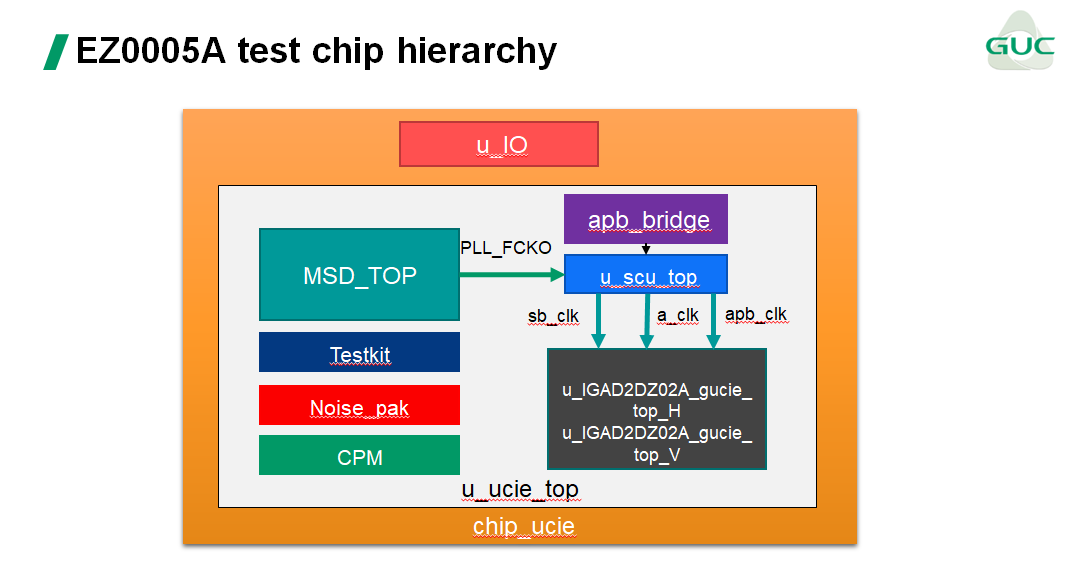 EZ0005A test chip hierarchy
GUC
u_IO
apb_bridge
MSD_TOP
PLL_FCKO
u_scu_top
sb_clk
a_clk
apb_clk
Testkit
Noise_pak
CPM
u_IGAD2DZ02A_gucie_
top_H
u_IGAD2DZ02A_gucie_
top_V
u_ucie_top
chip_ucie